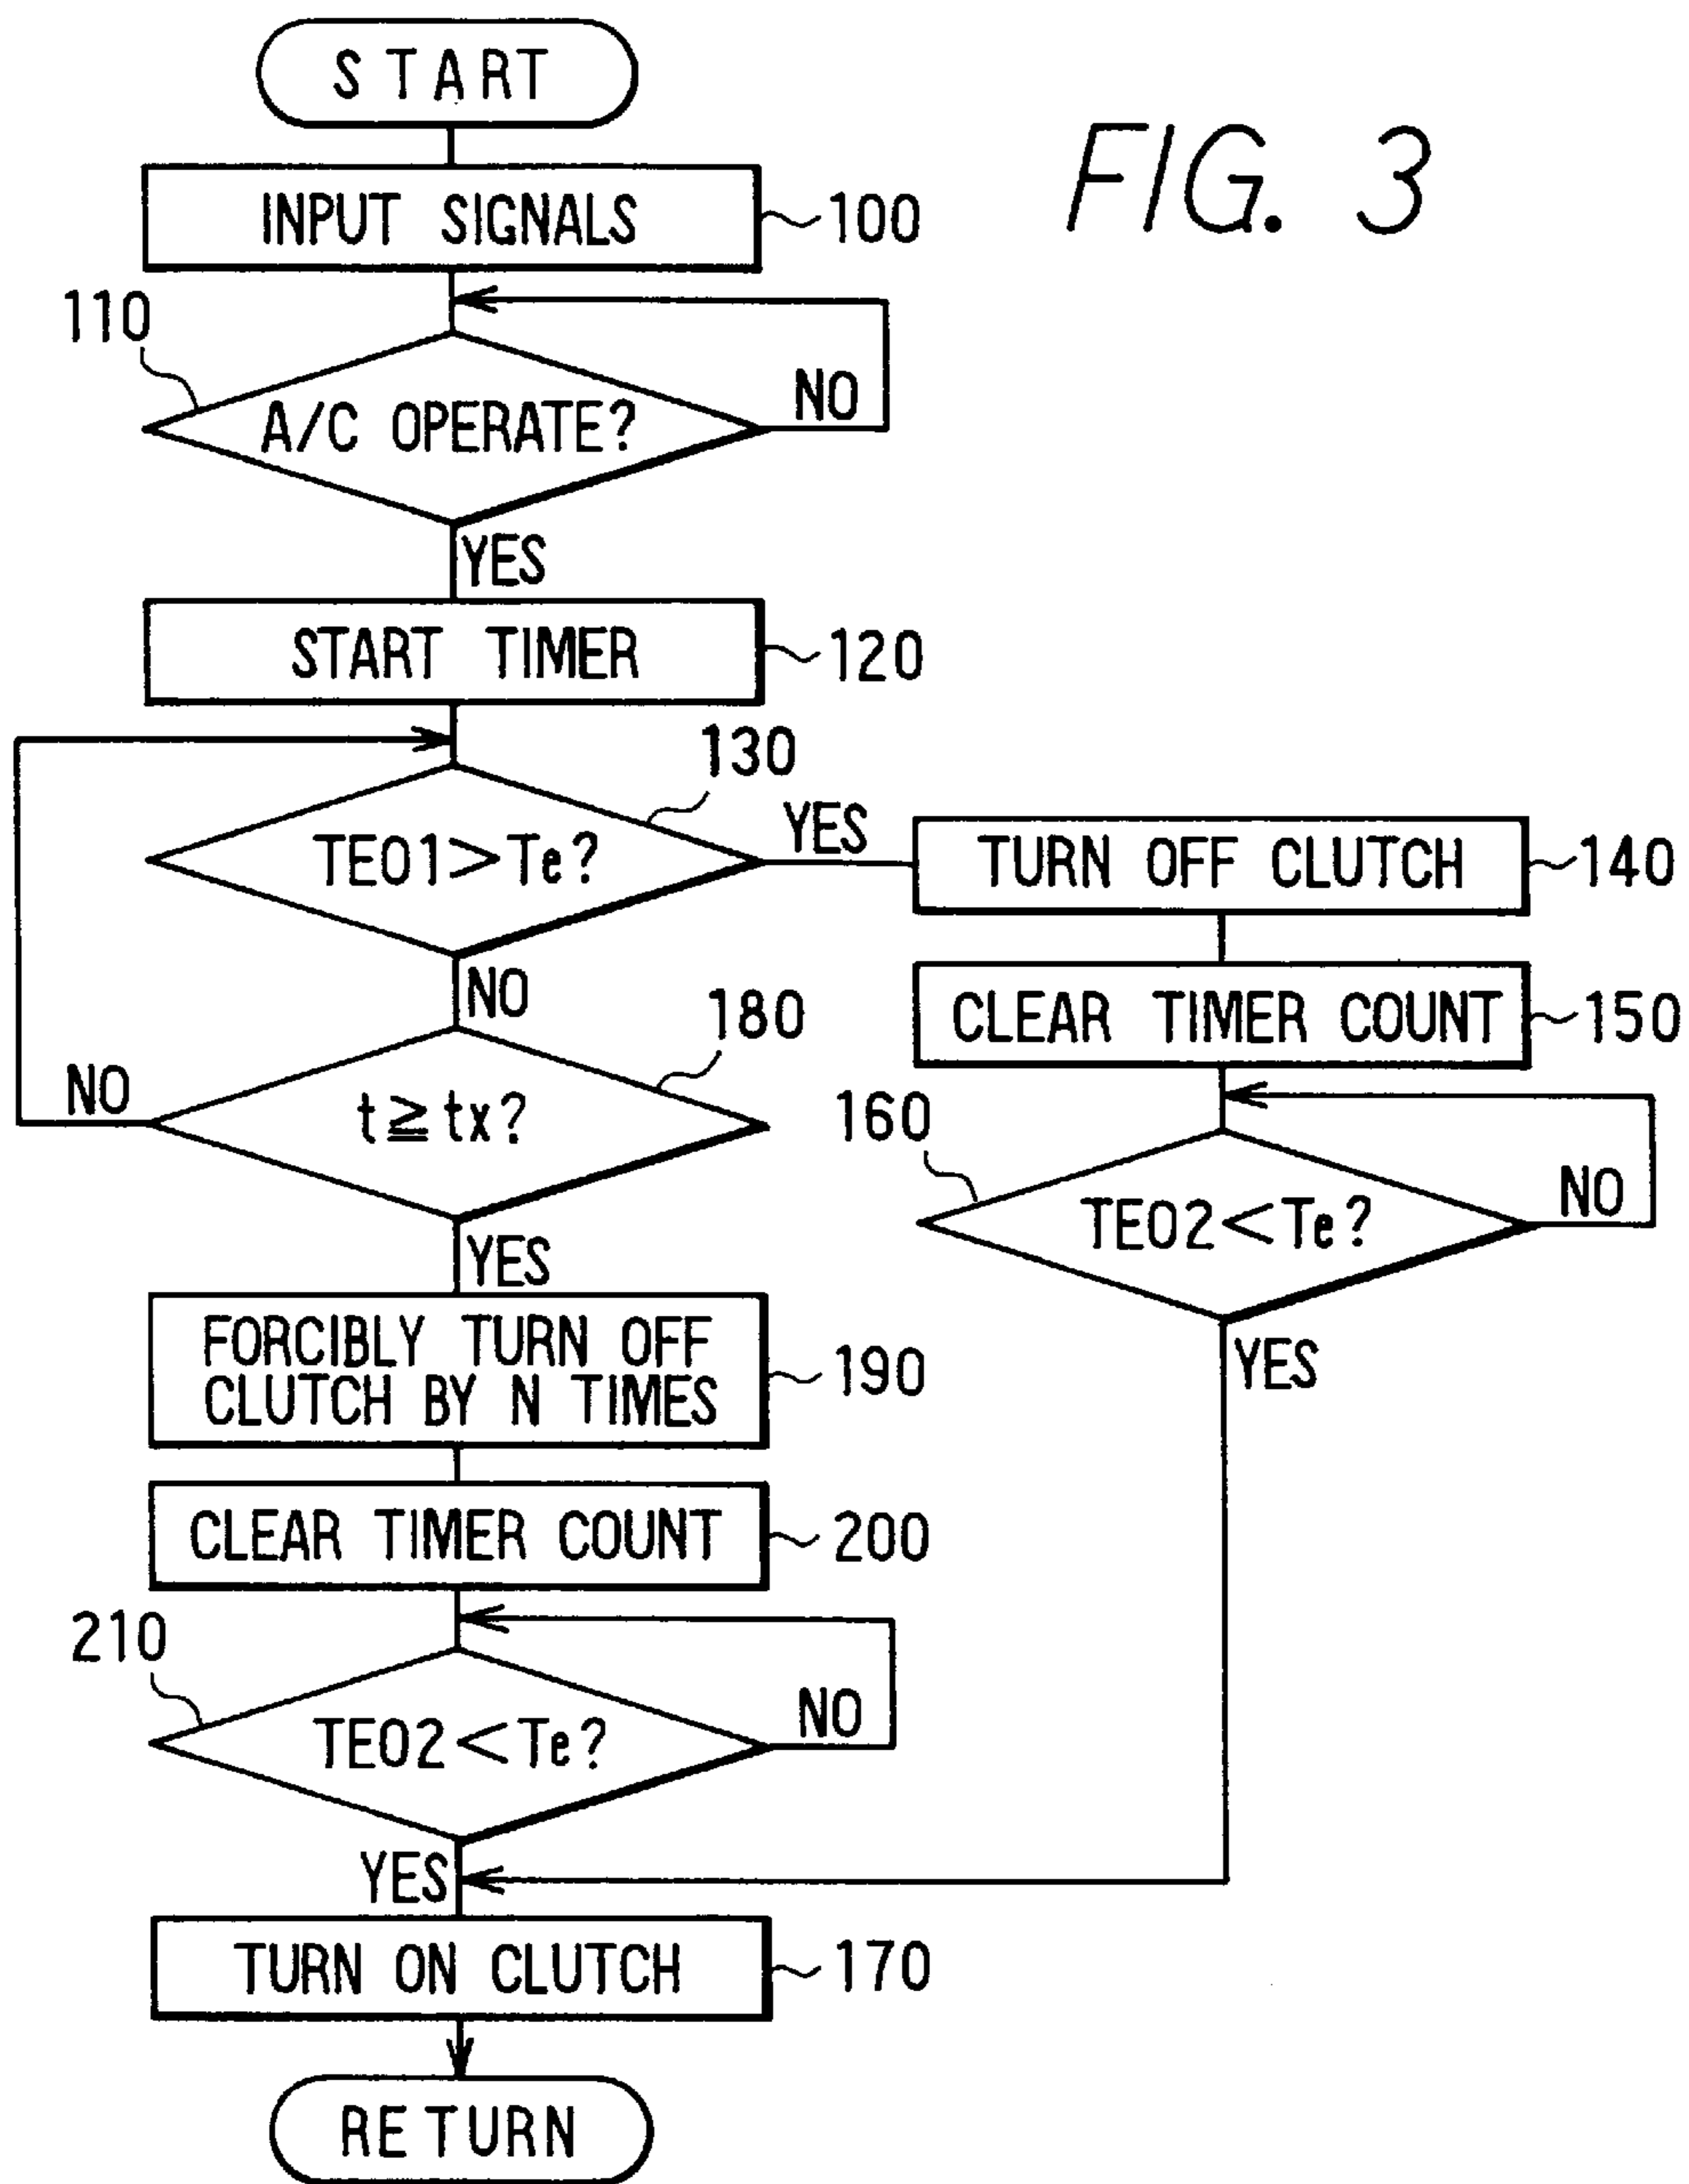 START
FIG. 3
INPUT SIGNALS
100
110
A/C OPERATE?
NO
YES
START TIMER
120
130
TEO1>Te?
YES
TURN OFF CLUTCH
140
NO
CLEAR TIMER COUNT
150
180
t≧tx?
NO
160
TEO2<Te?
NO
YES
YES
FORCIBLY TURN OFF
CLUTCH BY N TIMES
190
CLEAR TIMER COUNT
200
210
TEO2<Te?
NO
YES
TURN ON CLUTCH
170
RETURN